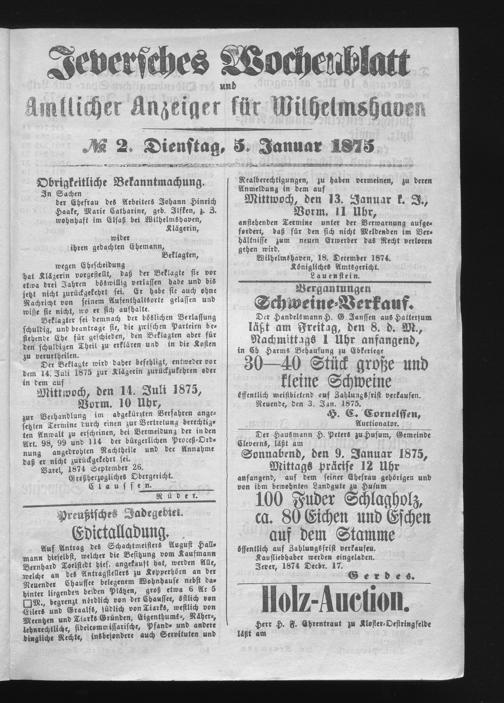 Jeversches Wochenblatt
und
Amtlicher Anzeiger für Wilhelmshaven
№ 2. Dienstag, 5. Januar 1875
Obrigkeitliche Bekanntmachung.
In Sachen
der Ehefrau des Arbeiters Johann Hinrich
Hauke, Marie Catharine, geb. Jilken, z. Z.
wohnhaft im Elsaß bei Wilhelmshaven,
Klägerin,
wider
ihren gedachten Ehemann,
Beklagten,
wegen Ehescheidung
hat Klägerin vorgestellt, daß der Beklagte sie vor
etwa drei Jahren böswillig verlassen habe und bis
jetzt nicht zurückgekehrt sei. Er habe sie auch ohne
Nachricht von seinem Aufenthaltsorte gelassen und
wisse sie nicht, wo er sich aufhalte.
Beklagter sei demnach der böslichen Verlassung
schuldig, und beantrage sie, die zwischen Parteien be-
stehende Ehe für geschieden, den Beklagten aber für
den schuldigen Theil zu erklären und in die Kosten
zu verurtheilen.
Der Beklagte wird daher befehligt, entweder vor
dem 14. Juli 1875 zur Klägerin zurückzukehren oder
in dem auf
Mittwoch, den 14. Juli 1875,
Vorm. 10 Uhr,
zur Verhandlung im abgekürzten Verfahren ange-
setzten Termine durch einen zur Vertretung berechtig-
ten Anwalt zu erscheinen, bei Vermeidung der in den
Art. 98, 99 und 114 der bürgerlichen Proceß-Ord-
nung angedrohten Nachtheile und der Annahme
daß er nicht zurückgekehrt sei.
Varel, 1874 September 26.
Großherzogliches Obergericht.
Claussen.
Rüder.
Preußisches Jadegebiet.
Edictalladung.
Auf Antrag des Schachtmeisters August Hall-
mann hieselbst, welcher die Besitzung vom Kaufmann
Bernhard Toelstedt hies. angekauft hat, werden Alle,
welche an des Antragstellers zu Kopperhörn an der
Neuender Chaussee belegenem Wohnhause nebst da-
hinter liegenden beiden Plätzen, groß etwa 6 Ar 5
□M., begrenzt nördlich von der Chaussee, östlich von
Eilers und Graalfs, südlich von Tiarks, westlich von
Meenzen und Tiarks Gründen, Eigenthums-, Näher-,
lehnrechtliche, fideicommissarische, Pfand- und andere
dingliche Rechte, insbesondere auch Servituten und
Realberechtigungen, zu haben vermeinen, zu deren
Anmeldung in dem auf
Mittwoch, den 13. Januar k. J.,
Vorm. 11 Uhr,
anstehenden Termine unter der Verwarnung aufge-
fordert, daß für den sich nicht Meldenden im Ver-
hältnisse zum neuen Erwerber das Recht verloren
gehen wird.
Wilhelmshaven, 18. December 1874.
Königliches Amtsgericht.
Lauenstein.
Vergantungen
Schweine-Verkauf.
Der Handelsmann H. G. Janssen aus Halters​um
läßt am Freitag, den 8. d. M.,
Nachmittags 1 Uhr anfangend,
in Eh Harms Behausung zu Ebkeriege
30—40 Stück große und
kleine Schweine
öffentlich meistbietend auf Zahlungsfrist verkaufen.
Neuende, den 3. Jan. 1875.
H. C. Cornelssen,
Auctionator.
Der Hausmann H Peters zu Husum, Gemeinde
Cleverns, läßt am
Sonnabend, den 9. Januar 1875,
Mittags präcise 12 Uhr
anfangend, auf dem seiner Ehefrau gehörigen und
von ihm bewohnten Landgute zu Husum
100 Fuder Schlagholz,
ca. 80 Eichen und Eschen
auf dem Stamme
öffentlich auf Zahlungsfrist verkaufen.
Kaufliebhaber werden eingeladen.
Jever, 1874 Decbr. 17.
Gerdes.
Holz-Auction.
Herr H. F. Ehrentraut zu Kloster-Oestringfelde
läßt am